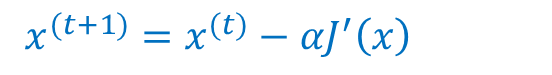 x^(t+1) = x^(t) − αJ′(x)